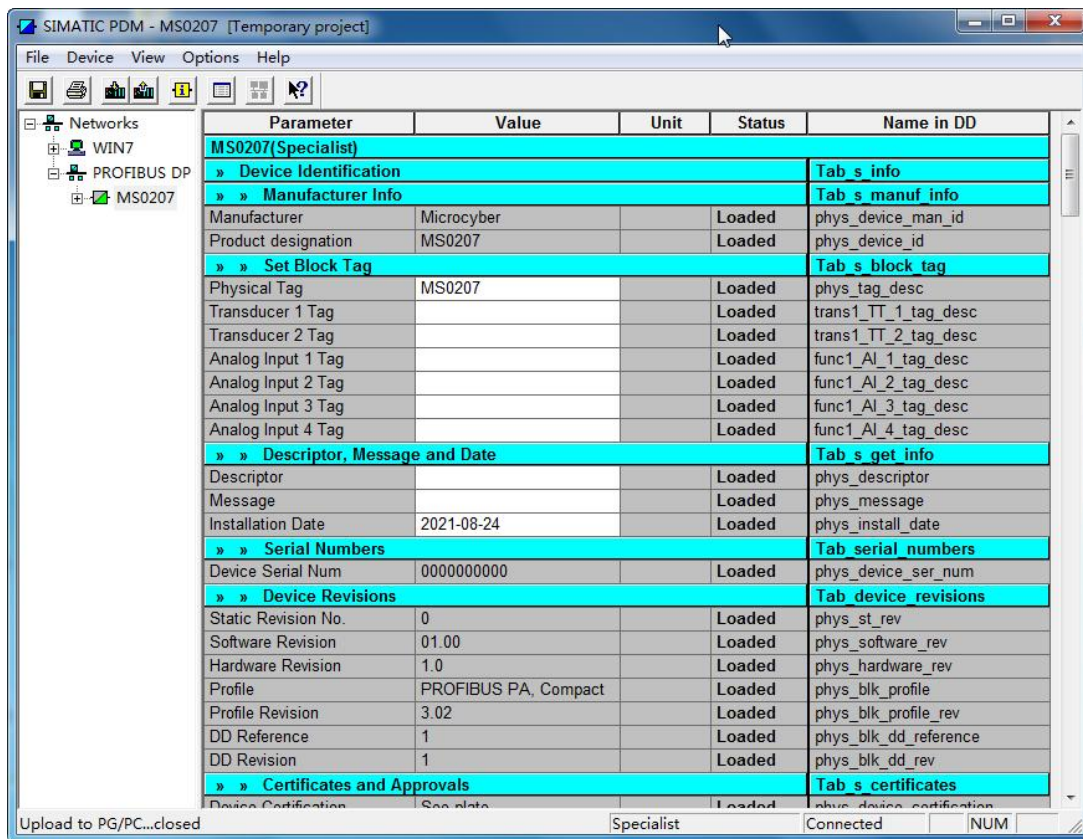 SIMATIC PDM - MS0207 [Temporary project]
File Device View Options Help
Networks
WIN7
PROFIBUS DP
MS0207
Parameter Value Unit Status Name in DD
MS0207(Specialist)
» Device Identification Tab_s_info
» » Manufacturer Info Tab_s_manuf_info
Manufacturer Microcyber Loaded phys_device_man_id
Product designation MS0207 Loaded phys_device_id
» » Set Block Tag Tab_s_block_tag
Physical Tag MS0207 Loaded phys_tag_desc
Transducer 1 Tag Loaded trans1_TT_1_tag_desc
Transducer 2 Tag Loaded trans1_TT_2_tag_desc
Analog Input 1 Tag Loaded func1_AI_1_tag_desc
Analog Input 2 Tag Loaded func1_AI_2_tag_desc
Analog Input 3 Tag Loaded func1_AI_3_tag_desc
Analog Input 4 Tag Loaded func1_AI_4_tag_desc
» » Descriptor, Message and Date Tab_s_get_info
Descriptor Loaded phys_descriptor
Message Loaded phys_message
Installation Date 2021-08-24 Loaded phys_install_date
» » Serial Numbers Tab_serial_numbers
Device Serial Num 0000000000 Loaded phys_device_ser_num
» » Device Revisions Tab_device_revisions
Static Revision No. 0 Loaded phys_st_rev
Software Revision 01.00 Loaded phys_software_rev
Hardware Revision 1.0 Loaded phys_hardware_rev
Profile PROFIBUS PA, Compact Loaded phys_blk_profile
Profile Revision 3.02 Loaded phys_blk_profile_rev
DD Reference 1 Loaded phys_blk_dd_reference
DD Revision 1 Loaded phys_blk_dd_rev
» » Certificates and Approvals Tab_s_certificates
Device Certification See plate Loaded phys_device_certification
Upload to PG/PC...closed Specialist Connected NUM